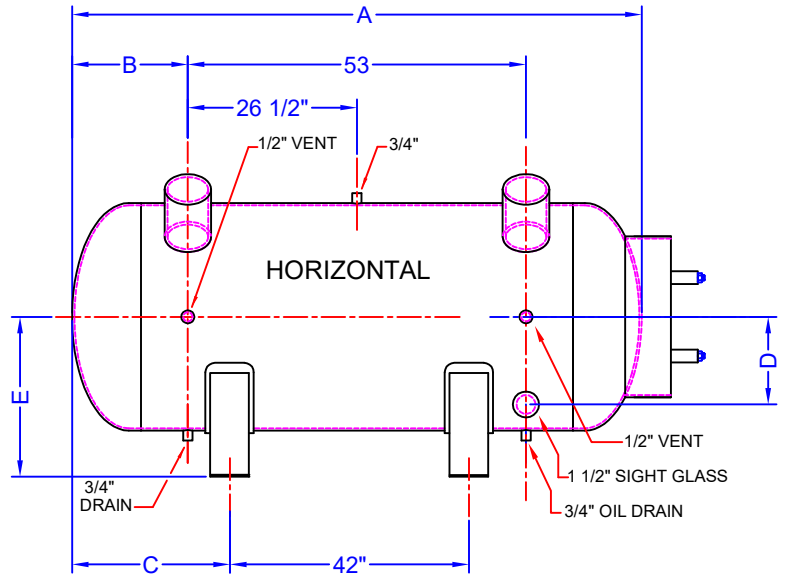 A
B
53
26 1/2"
1/2" VENT
3/4"
HORIZONTAL
E
D
1/2" VENT
1 1/2" SIGHT GLASS
3/4" OIL DRAIN
3/4"
DRAIN
C
42"